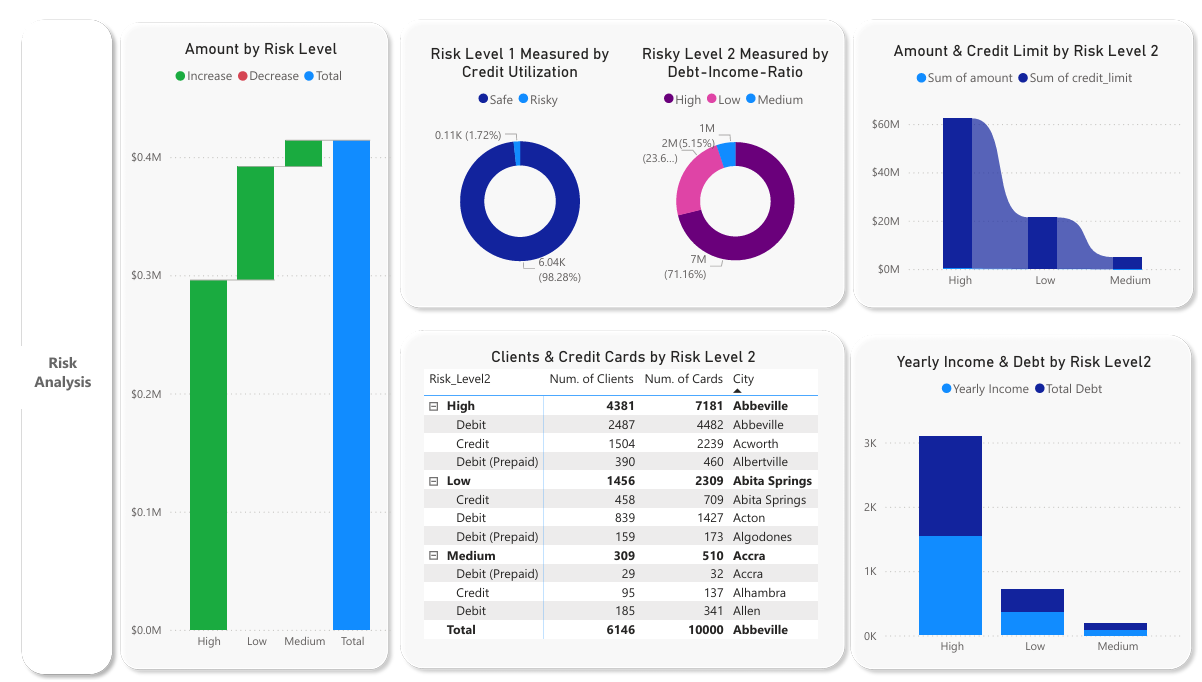 Risk
Analysis
Amount by Risk Level
Increase Decrease Total
$0.4M
$0.3M
$0.2M
$0.1M
$0.0M
High Low Medium Total
Risk Level 1 Measured by
Credit Utilization
Safe Risky
0.11K (1.72%)
6.04K
(98.28%)
Risky Level 2 Measured by
Debt-Income-Ratio
High Low Medium
1M
(5.15%)
2M
(23.6...)
7M
(71.16%)
Amount & Credit Limit by Risk Level 2
Sum of amount Sum of credit_limit
$60M
$40M
$20M
$0M
High Low Medium
Clients & Credit Cards by Risk Level 2
Risk_Level2 Num. of Clients Num. of Cards City
High 4381 7181 Abbeville
Debit 2487 4482 Abbeville
Credit 1504 2239 Acworth
Debit (Prepaid) 390 460 Albertville
Low 1456 2309 Abita Springs
Credit 458 709 Abita Springs
Debit 839 1427 Acton
Debit (Prepaid) 159 173 Algodones
Medium 309 510 Accra
Debit (Prepaid) 29 32 Accra
Credit 95 137 Alhambra
Debit 185 341 Allen
Total 6146 10000 Abbeville
Yearly Income & Debt by Risk Level2
Yearly Income Total Debt
3K
2K
1K
0K
High Low Medium